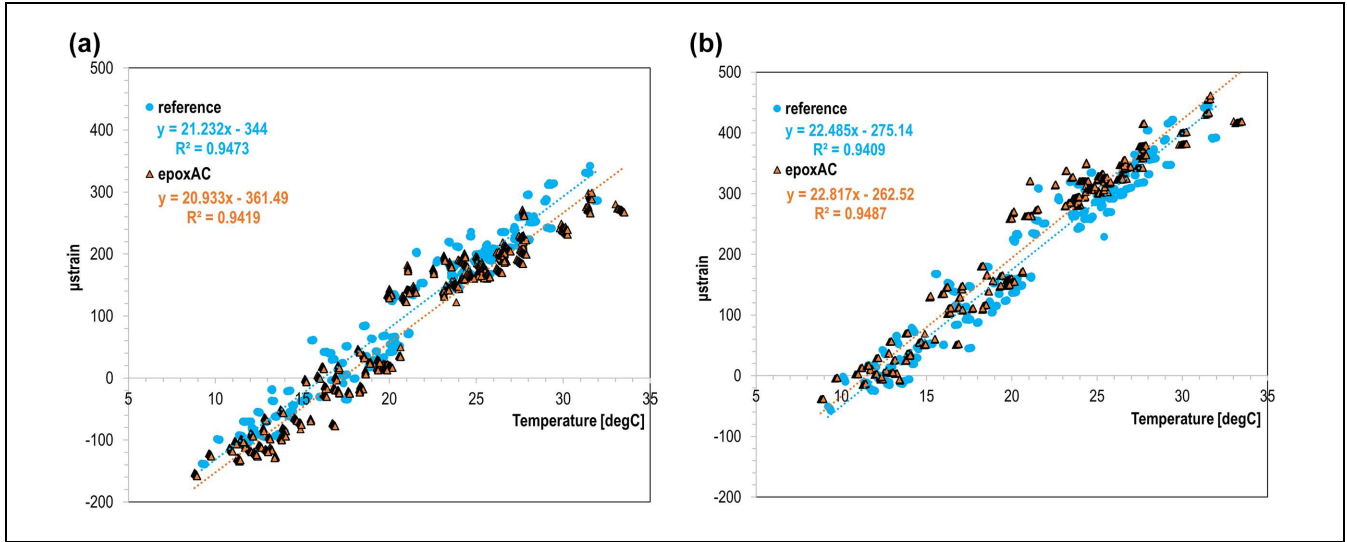 (a)
500
400
300
200
100
0
-100
-200
µstrain
reference
y = 21.232x - 344
R² = 0.9473
epoxAC
y = 20.933x - 361.49
R² = 0.9419
5
10
15
20
25
30
35
Temperature [degC]
(b)
500
400
300
200
100
0
-100
-200
µstrain
reference
y = 22.485x - 275.14
R² = 0.9409
epoxAC
y = 22.817x - 262.52
R² = 0.9487
5
10
15
20
25
30
35
Temperature [degC]